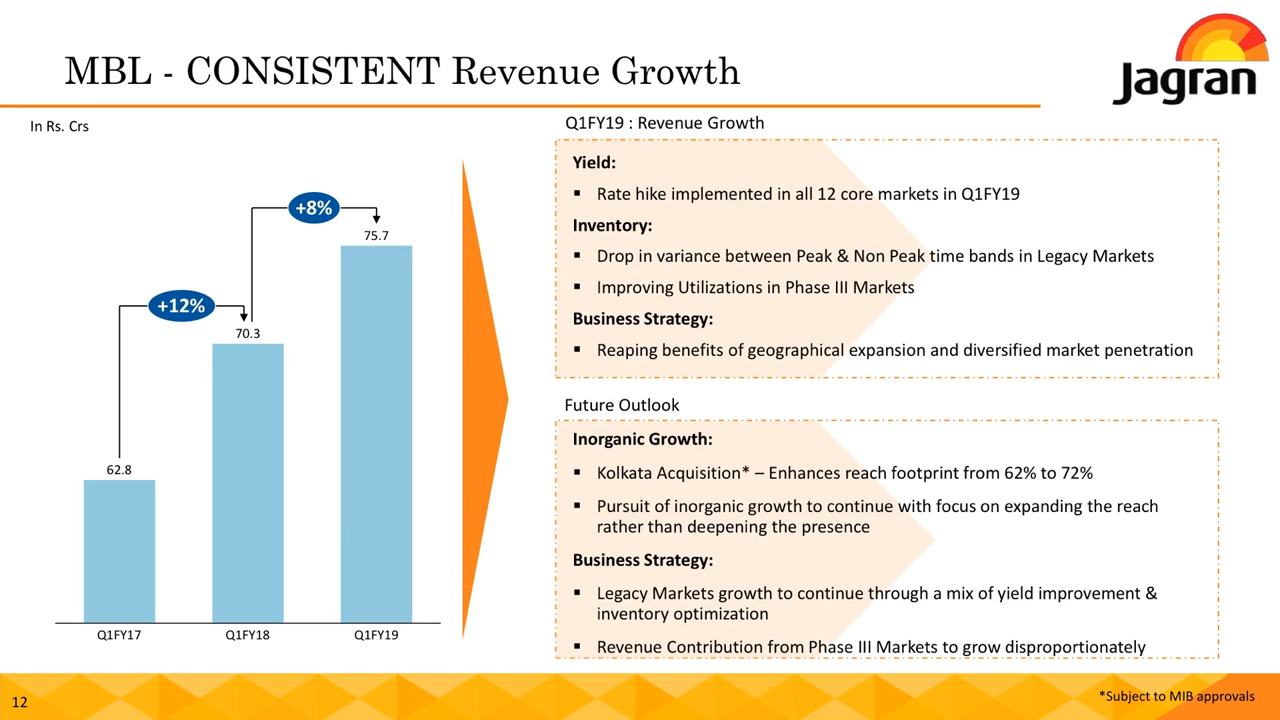 MBL - CONSISTENT Revenue Growth
Jagran
In Rs. Crs
+8%
75.7
+12%
70.3
62.8
Q1FY17
Q1FY18
Q1FY19
Q1FY19 : Revenue Growth
Yield:
▪ Rate hike implemented in all 12 core markets in Q1FY19
Inventory:
▪ Drop in variance between Peak & Non Peak time bands in Legacy Markets
▪ Improving Utilizations in Phase III Markets
Business Strategy:
▪ Reaping benefits of geographical expansion and diversified market penetration
Future Outlook
Inorganic Growth:
▪ Kolkata Acquisition* – Enhances reach footprint from 62% to 72%
▪ Pursuit of inorganic growth to continue with focus on expanding the reach
rather than deepening the presence
Business Strategy:
▪ Legacy Markets growth to continue through a mix of yield improvement &
inventory optimization
▪ Revenue Contribution from Phase III Markets to grow disproportionately
12
*Subject to MIB approvals